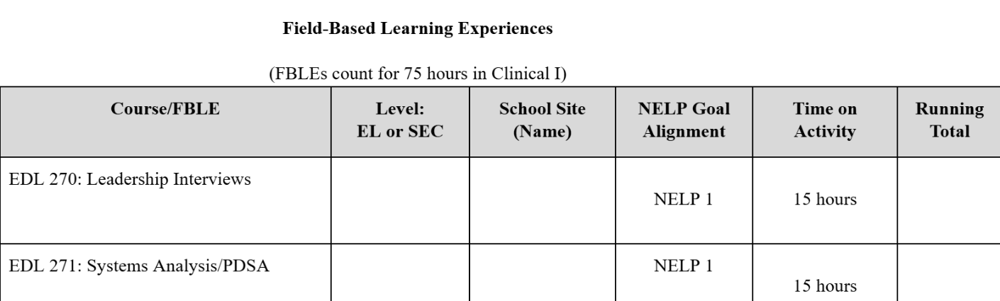 Field-Based Learning Experiences
(FBLEs count for 75 hours in Clinical I)
Course/FBLE
Level:
EL or SEC
School Site
(Name)
NELP Goal
Alignment
Time on
Activity
Running
Total
EDL 270: Leadership Interviews
NELP 1
15 hours
EDL 271: Systems Analysis/PDSA
NELP 1
15 hours